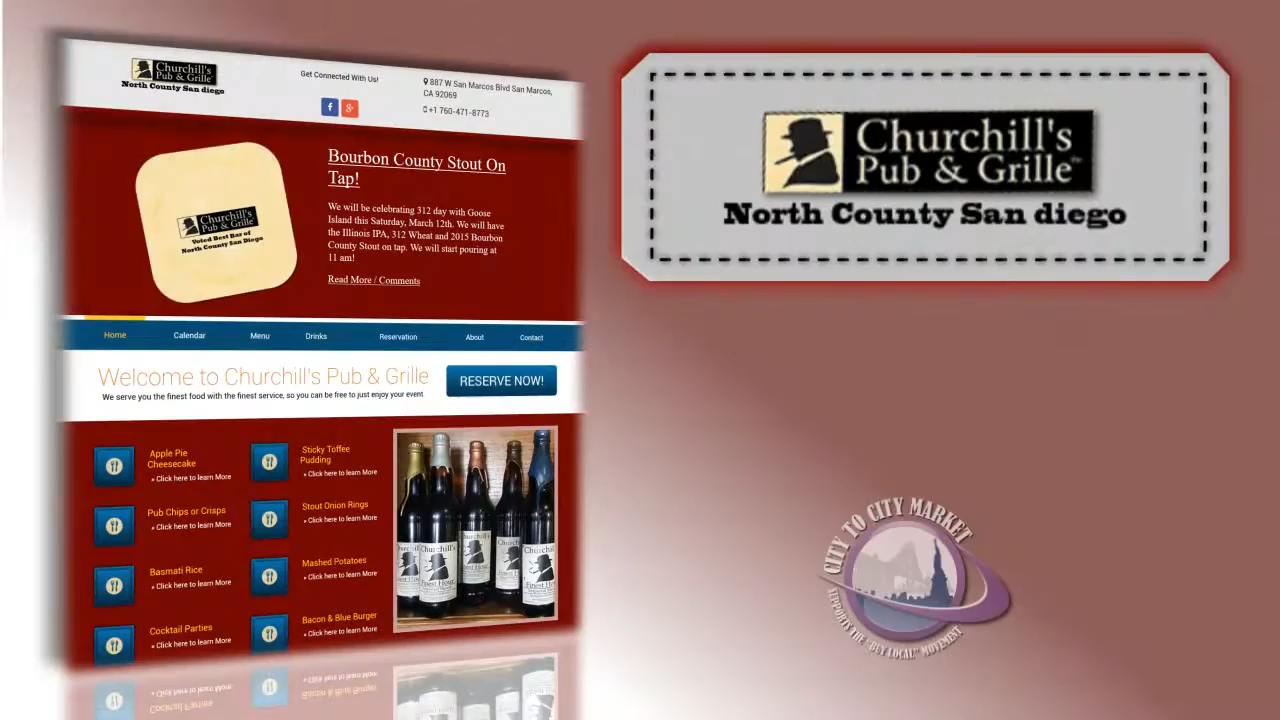 Churchill's
Pub & Grille
North County San diego
Get Connected With Us!
887 W San Marcos Blvd San Marcos,
CA 92069
+1 760-471-8773
Churchill's
Pub & Grille
Voted Best Bar of
North County San Diego
Bourbon County Stout On
Tap!
We will be celebrating 312 day with Goose
Island this Saturday, March 12th. We will have
the Illinois IPA, 312 Wheat and 2015 Bourbon
County Stout on tap. We will start pouring at
11 am!
Read More / Comments
Home Calendar Menu Drinks Reservation About Contact
Welcome to Churchill's Pub & Grille
We serve you the finest food with the finest service, so you can be free to just enjoy your event
RESERVE NOW!
Apple Pie
Cheesecake
» Click here to learn More
Pub Chips or Crisps
» Click here to learn More
Basmati Rice
» Click here to learn More
Cocktail Parties
» Click here to learn More
Sticky Toffee
Pudding
» Click here to learn More
Stout Onion Rings
» Click here to learn More
Mashed Potatoes
» Click here to learn More
Bacon & Blue Burger
» Click here to learn More
Churchill's
Finest Hour
Churchill's
Pub & Grille™
North County San diego
CITY TO CITY MARKET
SUPPORTS THE "BUY LOCAL" MOVEMENT